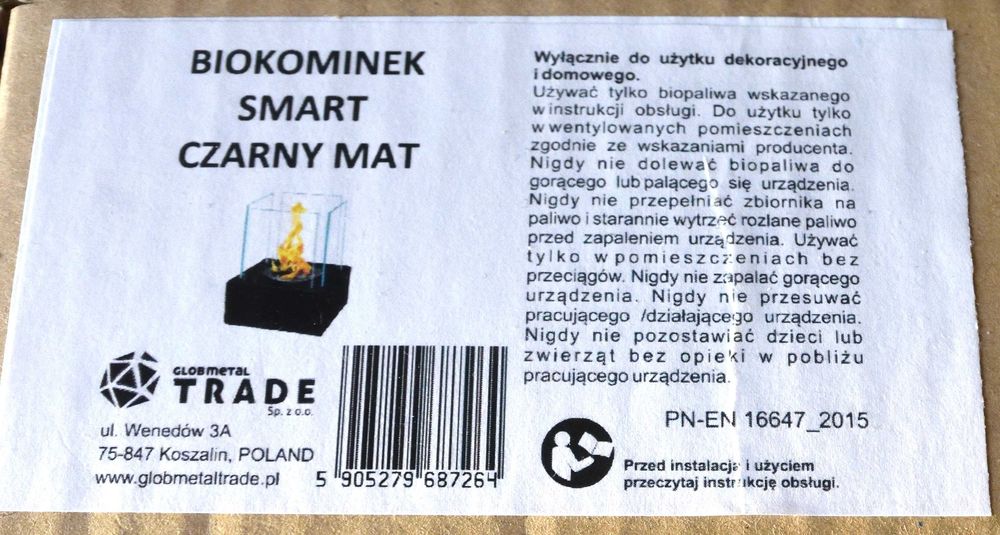 BIOKOMINEK
SMART
CZARNY MAT
GLOBMETAL
TRADE
Sp. z o.o.
ul. Wenedów 3A
75-847 Koszalin, POLAND
www.globmetaltrade.pl
5 905279 687264
Wyłącznie do użytku dekoracyjnego
i domowego.
Używać tylko biopaliwa wskazanego
w instrukcji obsługi. Do użytku tylko
w wentylowanych pomieszczeniach
zgodnie ze wskazaniami producenta.
Nigdy nie dolewać biopaliwa do
gorącego lub palącego się urządzenia.
Nigdy nie przepełniać zbiornika na
paliwo i starannie wytrzeć rozlane paliwo
przed zapaleniem urządzenia. Używać
tylko w pomieszczeniach bez
przeciągów. Nigdy nie zapalać gorącego
urządzenia. Nigdy nie przesuwać
pracującego /działającego urządzenia.
Nigdy nie pozostawiać dzieci lub
zwierząt bez opieki w pobliżu
pracującego urządzenia.
PN-EN 16647_2015
Przed instalacją i użyciem
przeczytaj instrukcję obsługi.